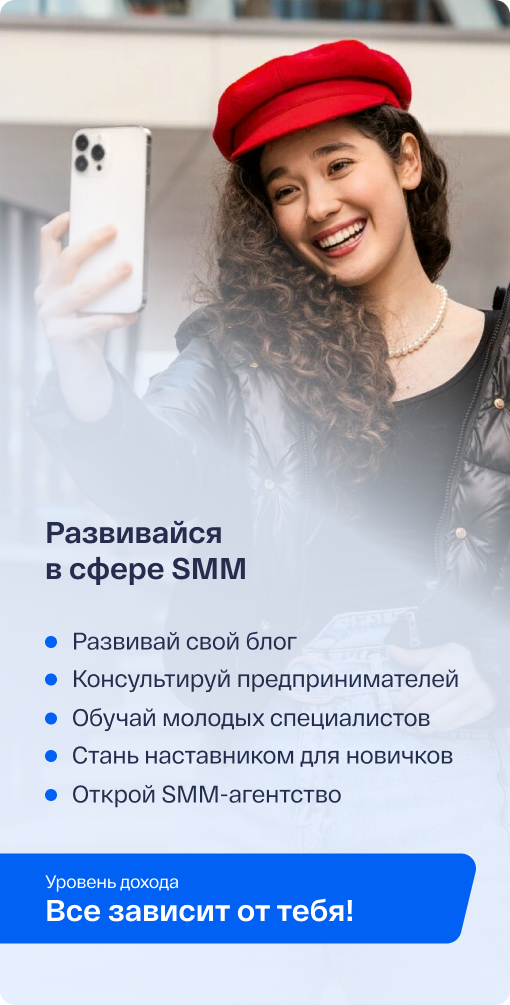 Развивайся
в сфере SMM
Развивай свой блог
Консультируй предпринимателей
Обучай молодых специалистов
Стань наставником для новичков
Открой SMM-агентство
Уровень дохода
Все зависит от тебя!